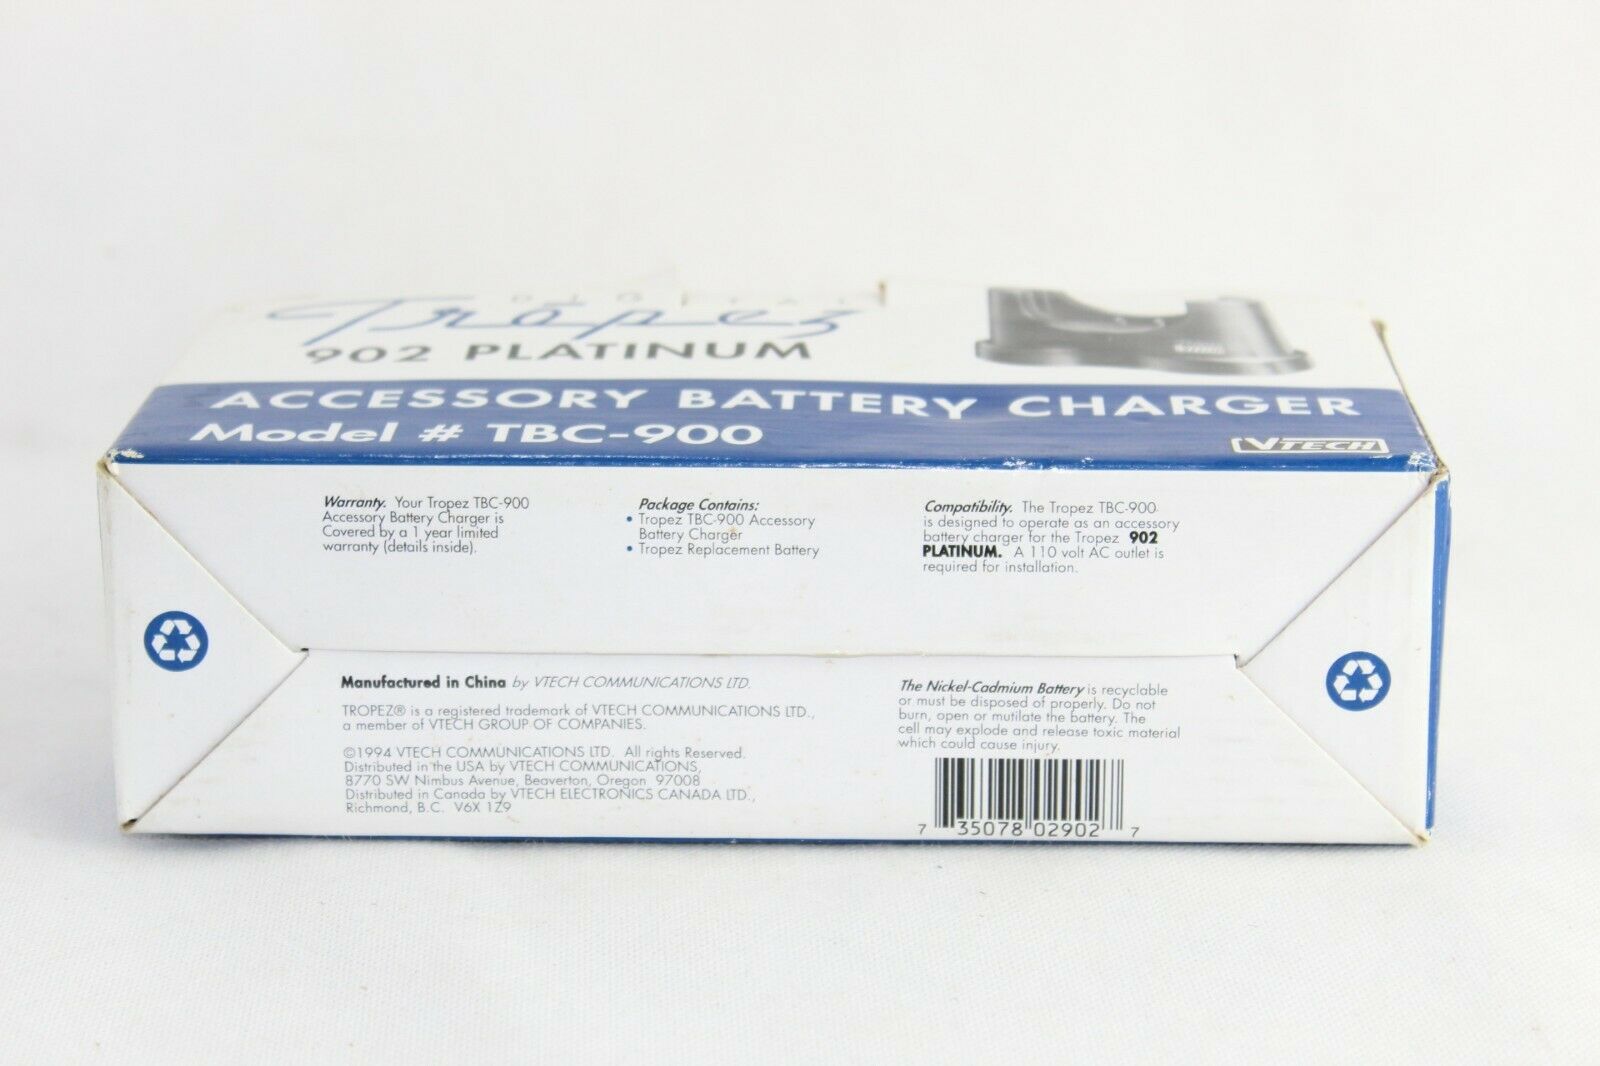 DIGITAL
Tropez
902 PLATINUM
ACCESSORY BATTERY CHARGER
Model # TBC-900
VTECH
Warranty. Your Tropez TBC-900
Accessory Battery Charger is
Covered by a 1 year limited
warranty (details inside).
Package Contains:
• Tropez TBC-900 Accessory
Battery Charger
• Tropez Replacement Battery
Compatibility. The Tropez TBC-900
is designed to operate as an accessory
battery charger for the Tropez 902
PLATINUM. A 110 volt AC outlet is
required for installation.
Manufactured in China by VTECH COMMUNICATIONS LTD.
TROPEZ® is a registered trademark of VTECH COMMUNICATIONS LTD.,
a member of VTECH GROUP OF COMPANIES.
©1994 VTECH COMMUNICATIONS LTD. All rights Reserved.
Distributed in the USA by VTECH COMMUNICATIONS,
8770 SW Nimbus Avenue, Beaverton, Oregon 97008
Distributed in Canada by VTECH ELECTRONICS CANADA LTD.,
Richmond, B.C. V6X 1Z9
The Nickel-Cadmium Battery is recyclable
or must be disposed of properly. Do not
burn, open or mutilate the battery. The
cell may explode and release toxic material
which could cause injury.
7 35078 02902 7